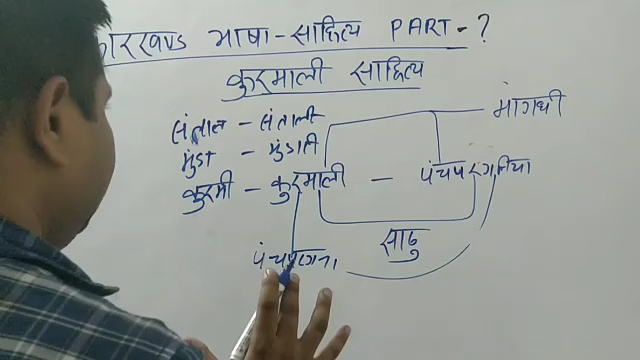 झारखण्ड भाषा-साहित्य PART-?
कुरमाली साहित्य
मागधी
संताल - संताली
मुंडा - मुंडारी
कुरमी - कुरमाली - पंचपरगनिया
साढु
पंचपरगना